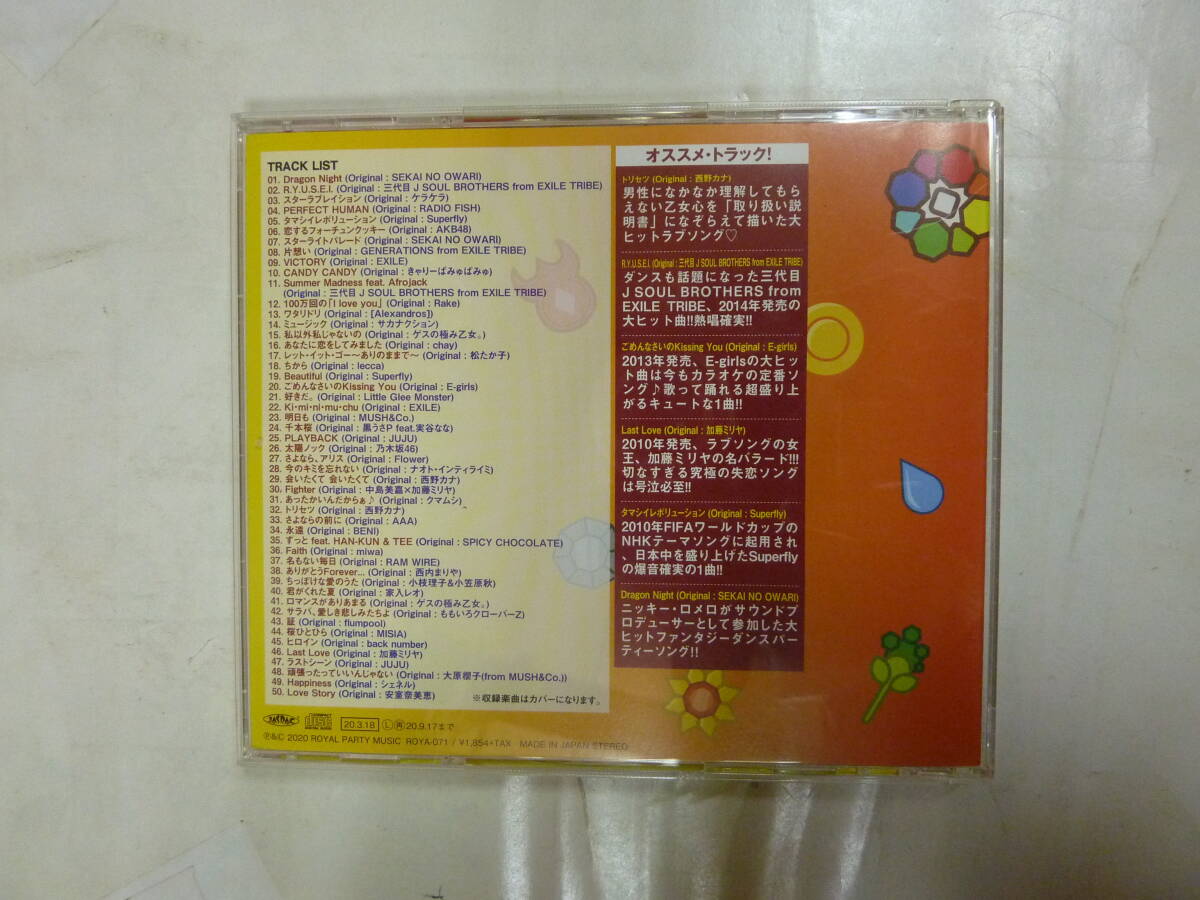 TRACK LIST
01. Dragon Night (Original : SEKAI NO OWARI)
02. R.Y.U.S.E.I. (Original : 三代目 J SOUL BROTHERS from EXILE TRIBE)
03. スターラブレイション (Original : ケラケラ)
04. PERFECT HUMAN (Original : RADIO FISH)
05. タマシイレボリューション (Original : Superfly)
06. 恋するフォーチュンクッキー (Original : AKB48)
07. スターライトパレード (Original : SEKAI NO OWARI)
08. 片想い (Original : GENERATIONS from EXILE TRIBE)
09. VICTORY (Original : EXILE)
10. CANDY CANDY (Original : きゃりーぱみゅぱみゅ)
11. Summer Madness feat. Afrojack
(Original : 三代目 J SOUL BROTHERS from EXILE TRIBE)
12. 100万回の「I love you」 (Original : Rake)
13. ワタリドリ (Original : [Alexandros])
14. ミュージック (Original : サカナクション)
15. 私以外私じゃないの (Original : ゲスの極み乙女。)
16. あなたに恋をしてみました (Original : chay)
17. レット・イット・ゴー〜ありのままで〜 (Original : 松たか子)
18. ちから (Original : lecca)
19. Beautiful (Original : Superfly)
20. ごめんなさいのKissing You (Original : E-girls)
21. 好きだ。 (Original : Little Glee Monster)
22. Ki・mi・ni・mu・chu (Original : EXILE)
23. 明日も (Original : MUSH&Co.)
24. 千本桜 (Original : 黒うさP feat.実谷なな)
25. PLAYBACK (Original : JUJU)
26. 太陽ノック (Original : 乃木坂46)
27. さよなら、アリス (Original : Flower)
28. 今のキミを忘れない (Original : ナオト・インティライミ)
29. 会いたくて 会いたくて (Original : 西野カナ)
30. Fighter (Original : 中島美嘉×加藤ミリヤ)
31. あったかいんだからぁ♪ (Original : クマムシ)
32. トリセツ (Original : 西野カナ)
33. さよならの前に (Original : AAA)
34. 永遠 (Original : BENI)
35. ずっと feat. HAN-KUN & TEE (Original : SPICY CHOCOLATE)
36. Faith (Original : miwa)
37. 名もない毎日 (Original : RAM WIRE)
38. ありがとうForever... (Original : 西内まりや)
39. ちっぽけな愛のうた (Original : 小枝理子&小笠原秋)
40. 君がくれた夏 (Original : 家入レオ)
41. ロマンスがありあまる (Original : ゲスの極み乙女。)
42. サラバ、愛しき悲しみたちよ (Original : ももいろクローバーZ)
43. 証 (Original : flumpool)
44. 桜ひとひら (Original : MISIA)
45. ヒロイン (Original : back number)
46. Last Love (Original : 加藤ミリヤ)
47. ラストシーン (Original : JUJU)
48. 頑張ったっていいんじゃない (Original : 大原櫻子(from MUSH&Co.))
49. Happiness (Original : シェネル)
50. Love Story (Original : 安室奈美恵)
※収録楽曲はカバーになります。
JASRAC
COMPACT disc DIGITAL AUDIO
20.3.18 Ⓛ 再 20.9.17まで
℗&© 2020 ROYAL PARTY MUSIC ROYA-071 / ¥1,854+TAX MADE IN JAPAN STEREO
オススメ・トラック!
トリセツ (Original : 西野カナ)
男性になかなか理解してもら
えない乙女心を「取り扱い説
明書」になぞらえて描いた大
ヒットラブソング♡
R.Y.U.S.E.I. (Original : 三代目 J SOUL BROTHERS from EXILE TRIBE)
ダンスも話題になった三代目
J SOUL BROTHERS from
EXILE TRIBE、2014年発売の
大ヒット曲!!熱唱確実!!
ごめんなさいのKissing You (Original : E-girls)
2013年発売、E-girlsの大ヒッ
ト曲は今もカラオケの定番ソ
ング♪歌って踊れる超盛り上
がるキュートな1曲!!
Last Love (Original : 加藤ミリヤ)
2010年発売、ラブソングの女
王、加藤ミリヤの名バラード!!!
切なすぎる究極の失恋ソング
は号泣必至!!
タマシイレボリューション (Original : Superfly)
2010年FIFAワールドカップの
NHKテーマソングに起用され
、日本中を盛り上げたSuperfly
の爆音確実の1曲!!
Dragon Night (Original : SEKAI NO OWARI)
ニッキー・ロメロがサウンドプ
ロデューサーとして参加した大
ヒットファンタジーダンスパー
ティーソング!!